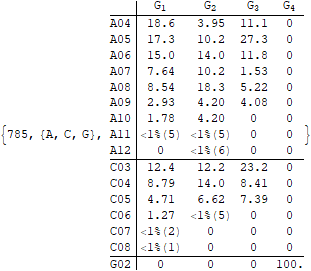 G₁ G₂ G₃ G₄
A04 18.6 3.95 11.1 0
A05 17.3 10.2 27.3 0
A06 15.0 14.0 11.8 0
A07 7.64 10.2 1.53 0
A08 8.54 18.3 5.22 0
A09 2.93 4.20 4.08 0
A10 1.78 4.20 0 0
{785, {A, C, G}, A11 <1%(5) <1%(5) 0 0 }
A12 0 <1%(6) 0 0
C03 12.4 12.2 23.2 0
C04 8.79 14.0 8.41 0
C05 4.71 6.62 7.39 0
C06 1.27 <1%(5) 0 0
C07 <1%(2) 0 0 0
C08 <1%(1) 0 0 0
G02 0 0 0 100.